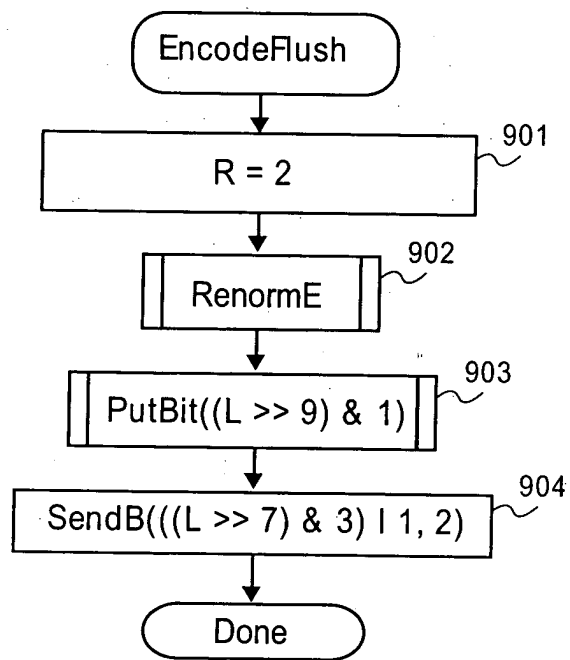 EncodeFlush
901
R = 2
902
RenormE
903
PutBit((L >> 9) & 1)
904
SendB(((L >> 7) & 3) | 1, 2)
Done